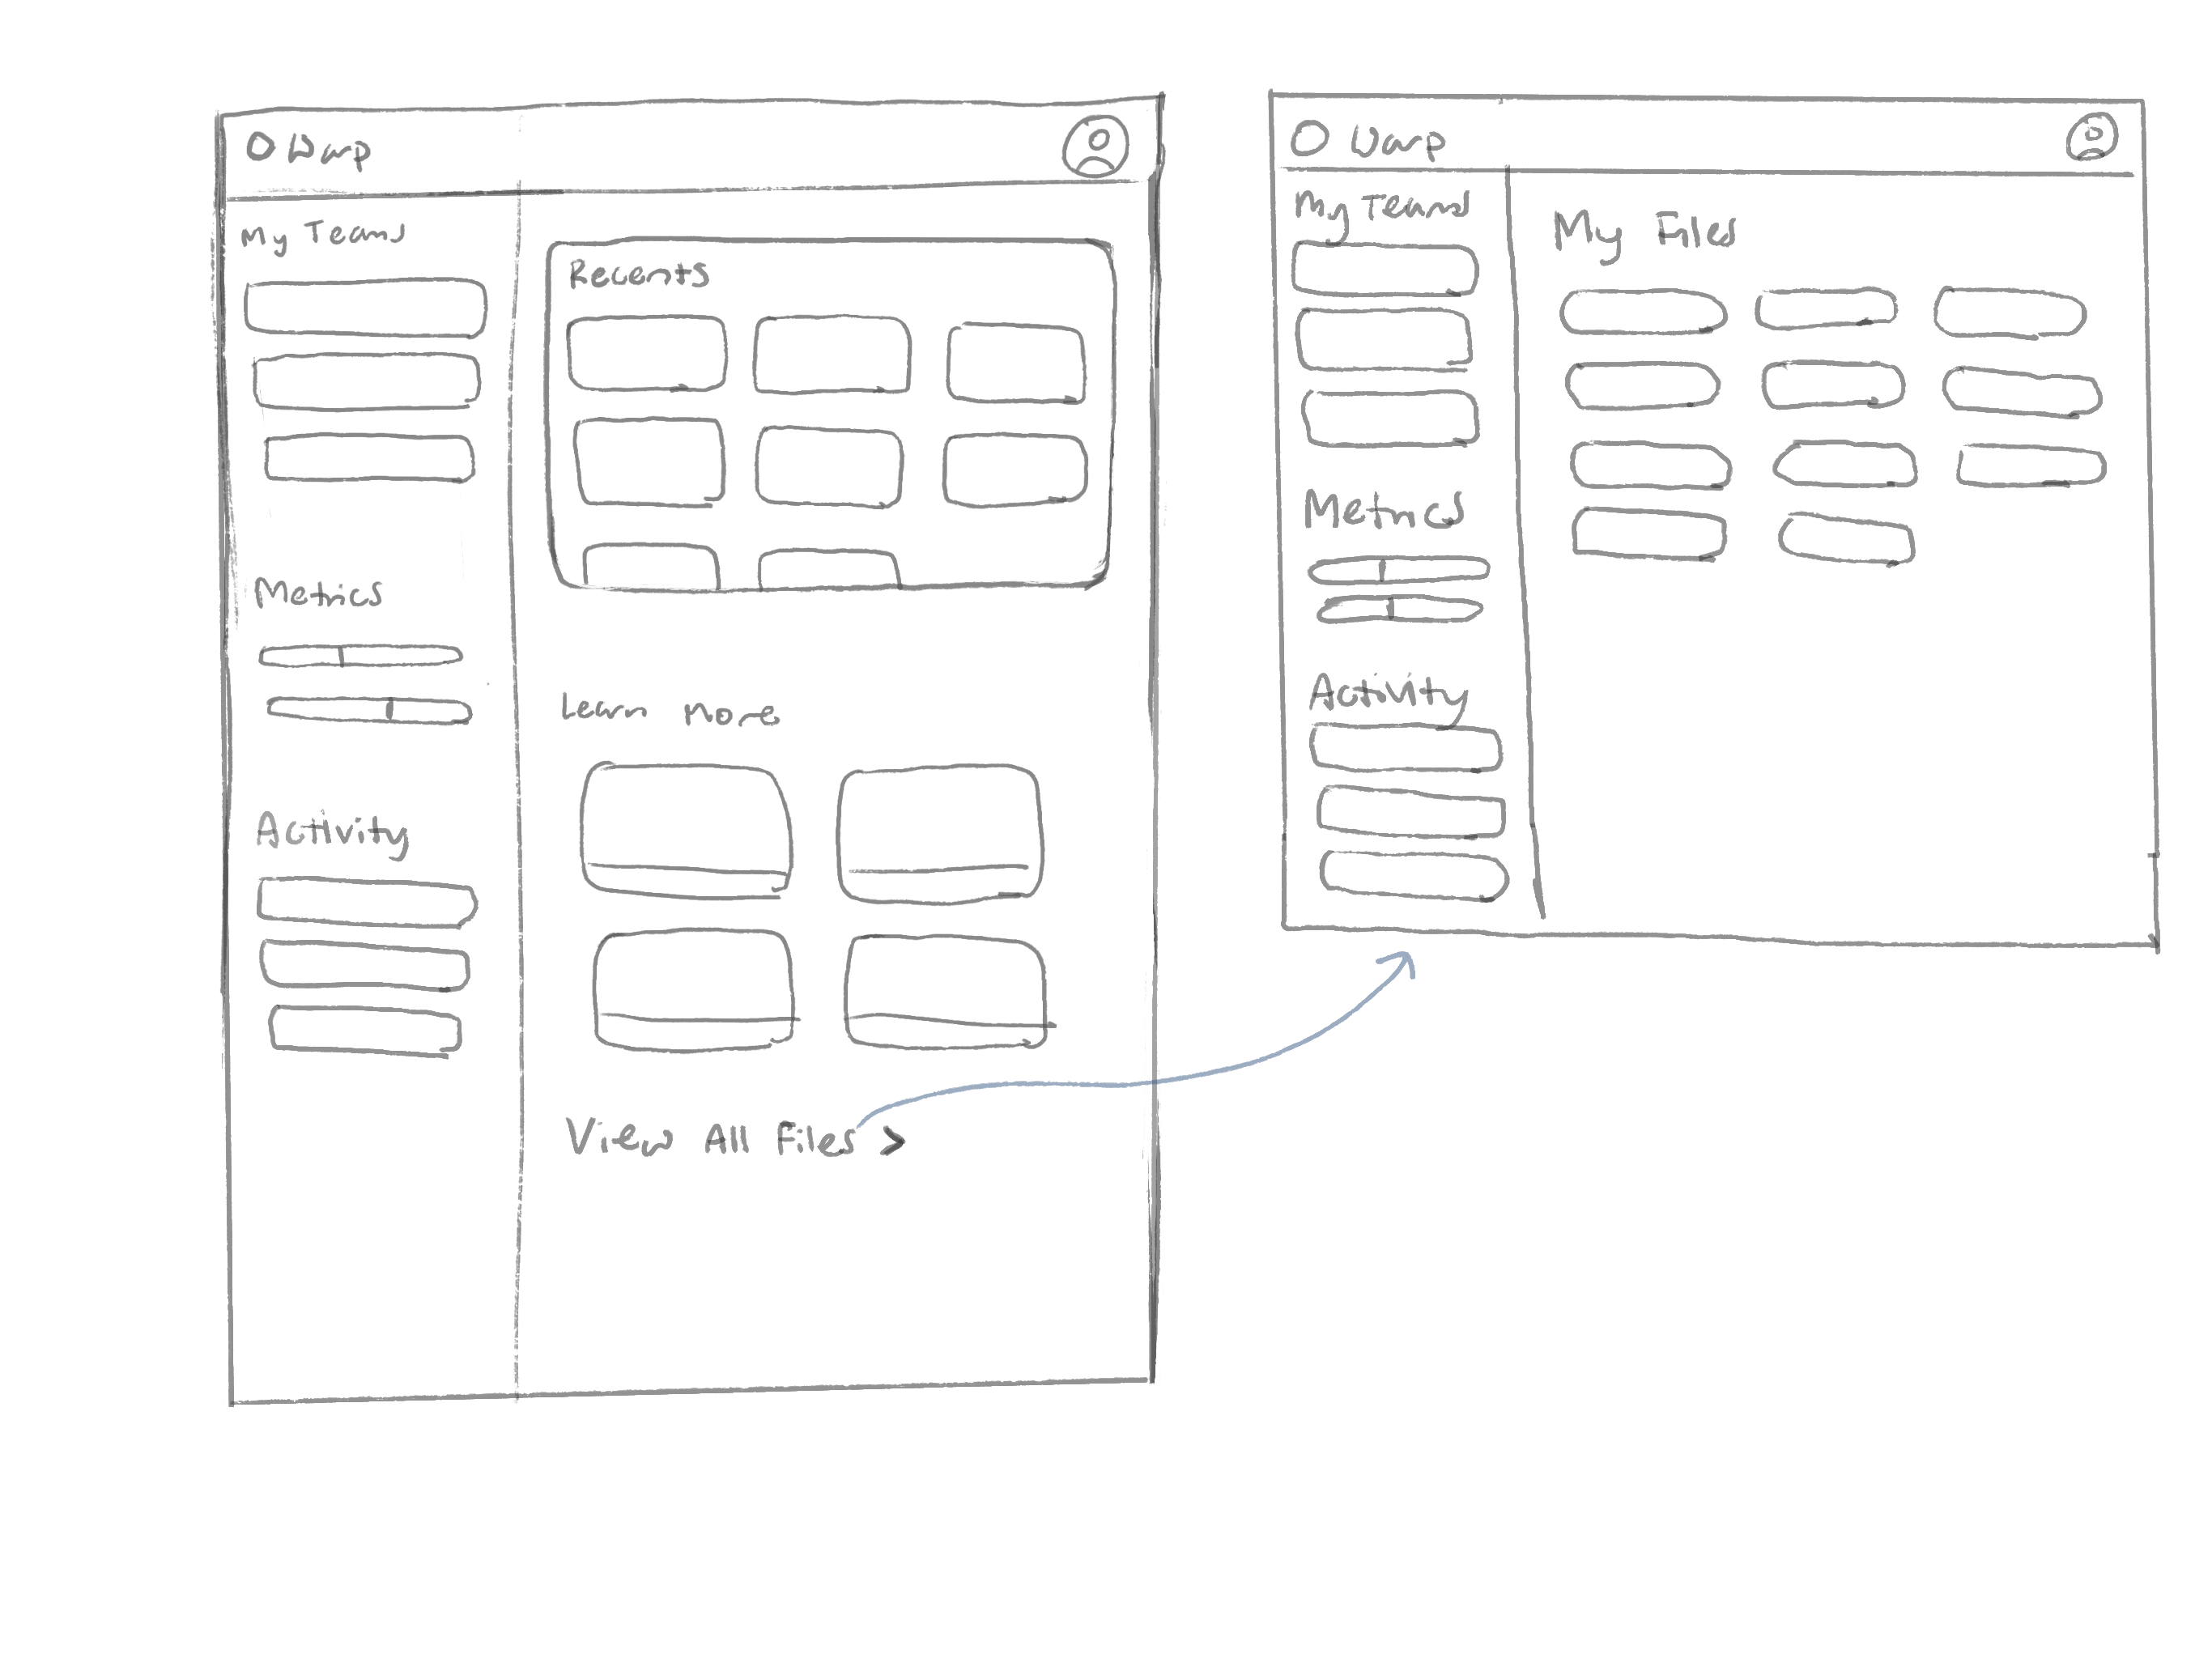 Warp
My Teams
Metrics
Activity
Recents
Learn More
View All Files >
Warp
My Teams
Metrics
Activity
My Files